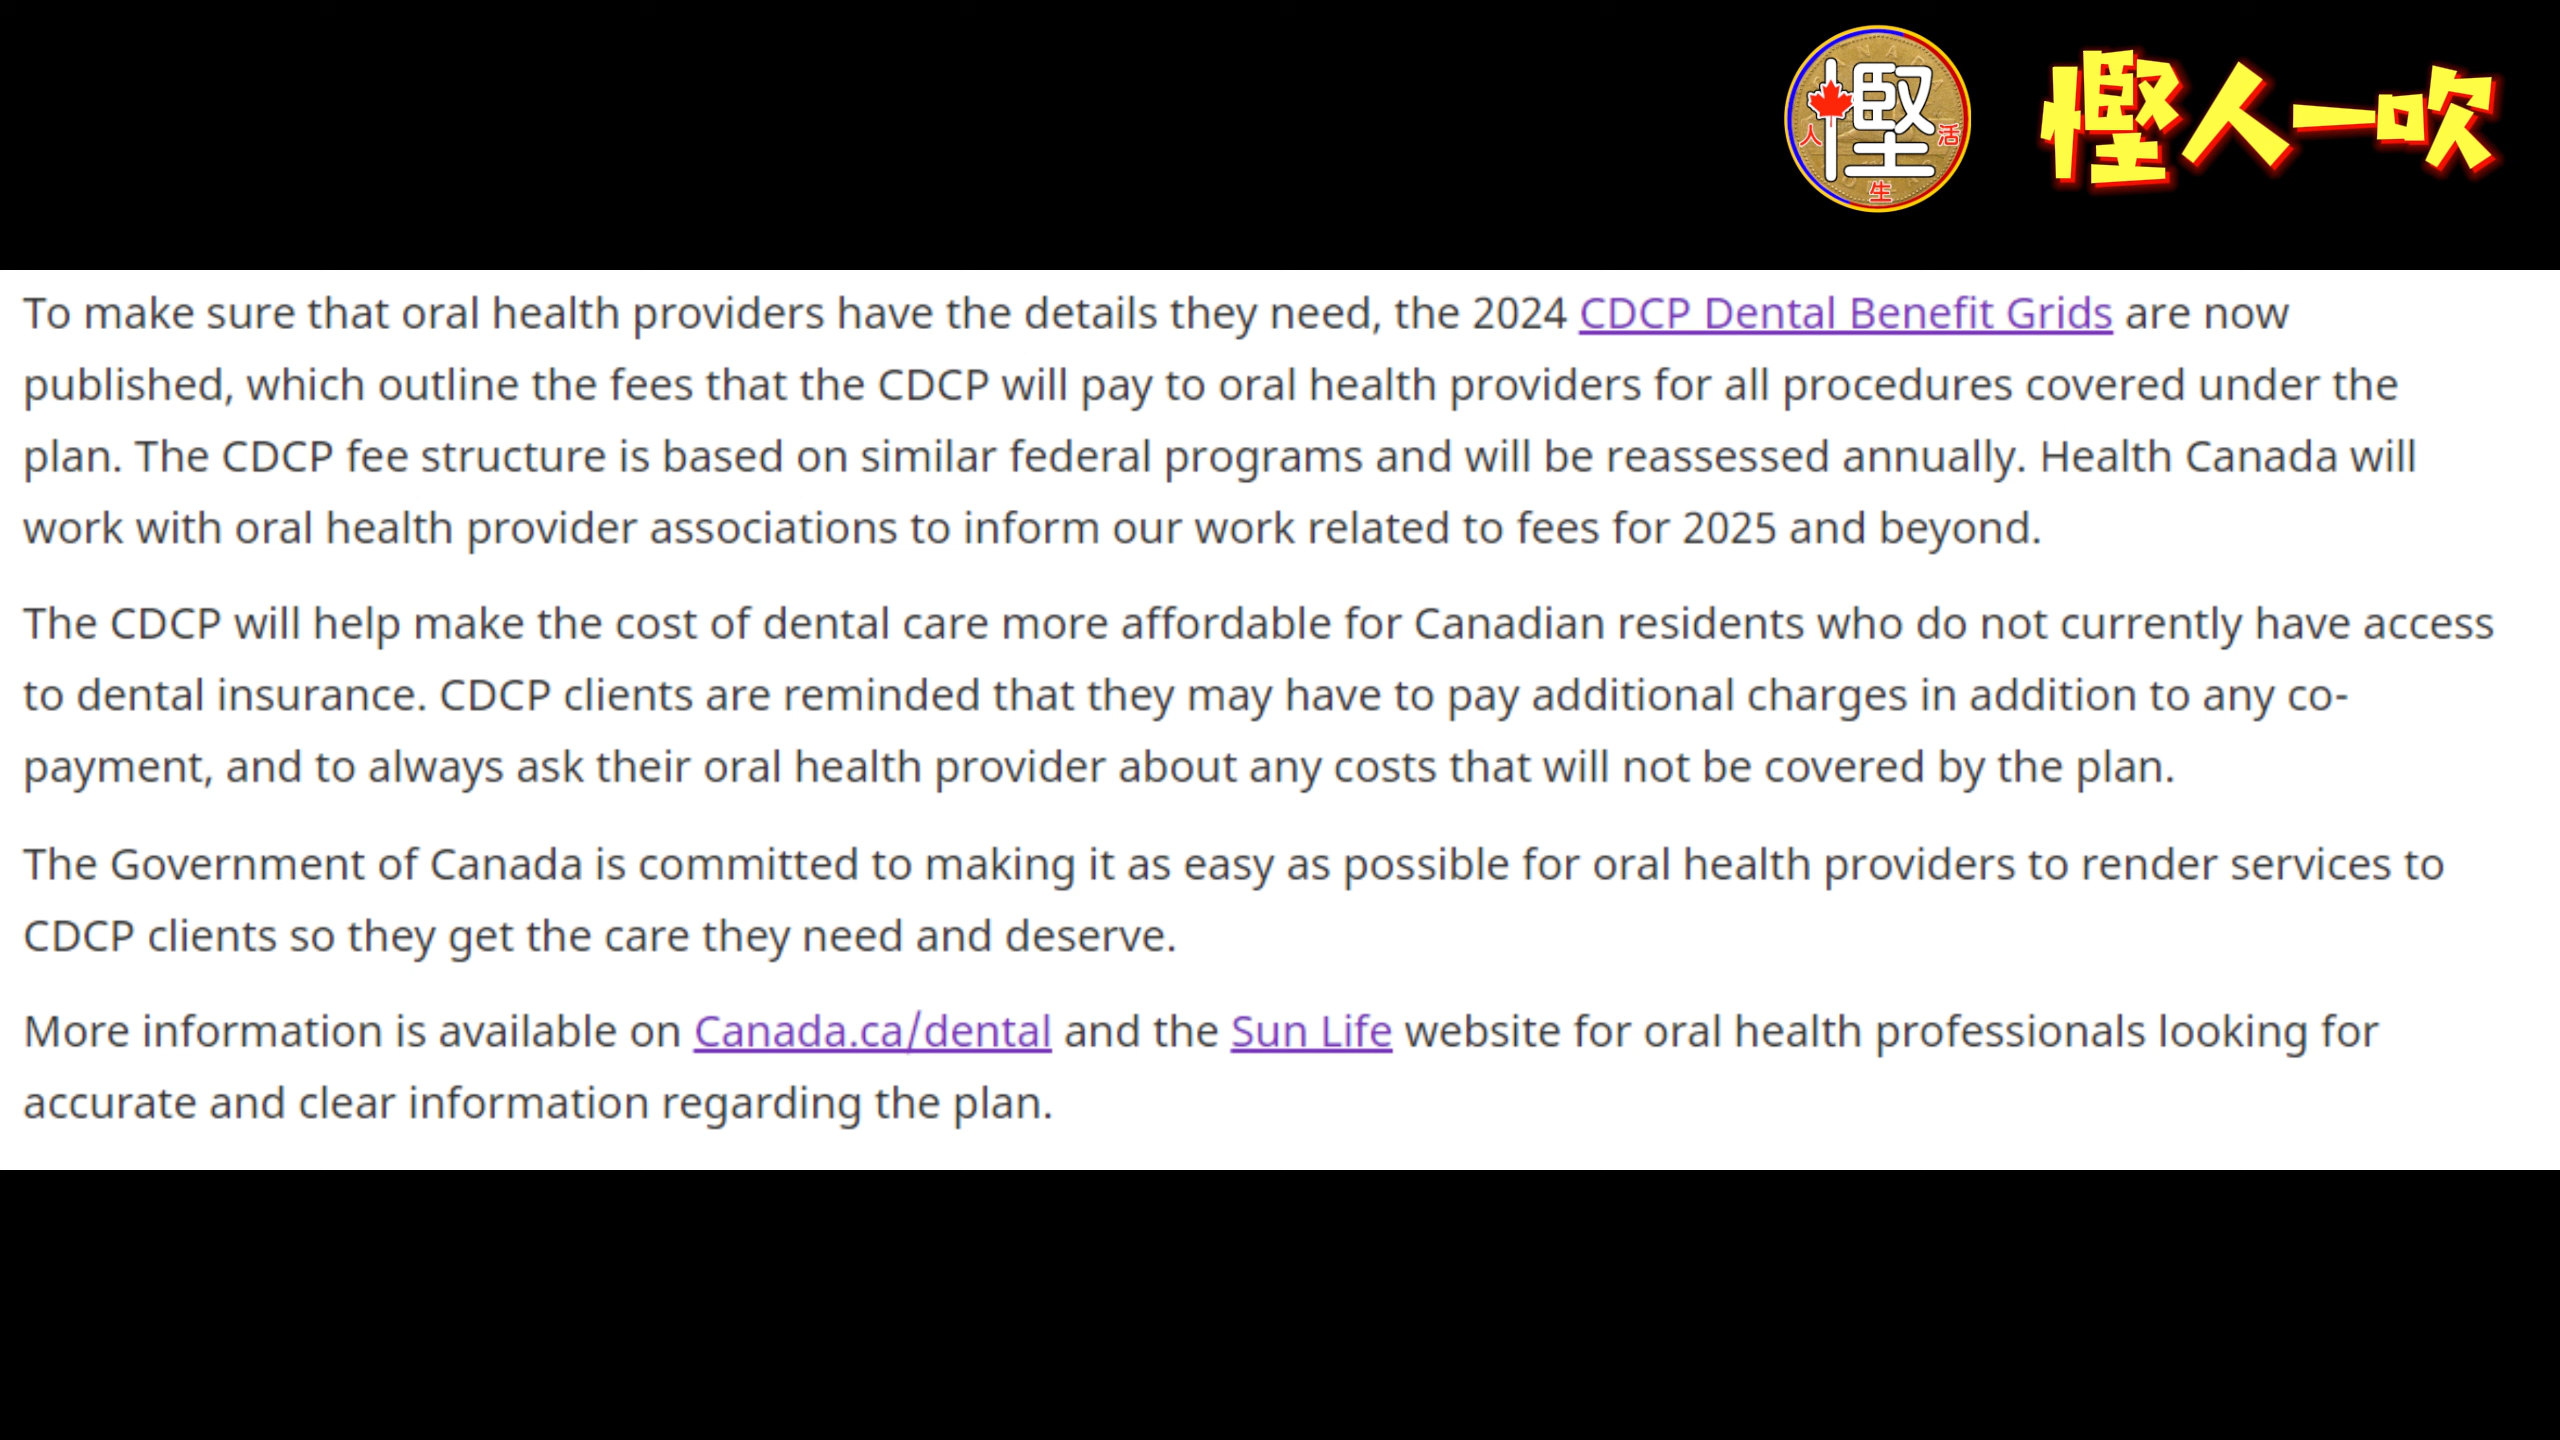 慳
人
活
生
慳人一吹
To make sure that oral health providers have the details they need, the 2024 CDCP Dental Benefit Grids are now
published, which outline the fees that the CDCP will pay to oral health providers for all procedures covered under the
plan. The CDCP fee structure is based on similar federal programs and will be reassessed annually. Health Canada will
work with oral health provider associations to inform our work related to fees for 2025 and beyond.
The CDCP will help make the cost of dental care more affordable for Canadian residents who do not currently have access
to dental insurance. CDCP clients are reminded that they may have to pay additional charges in addition to any co-
payment, and to always ask their oral health provider about any costs that will not be covered by the plan.
The Government of Canada is committed to making it as easy as possible for oral health providers to render services to
CDCP clients so they get the care they need and deserve.
More information is available on Canada.ca/dental and the Sun Life website for oral health professionals looking for
accurate and clear information regarding the plan.